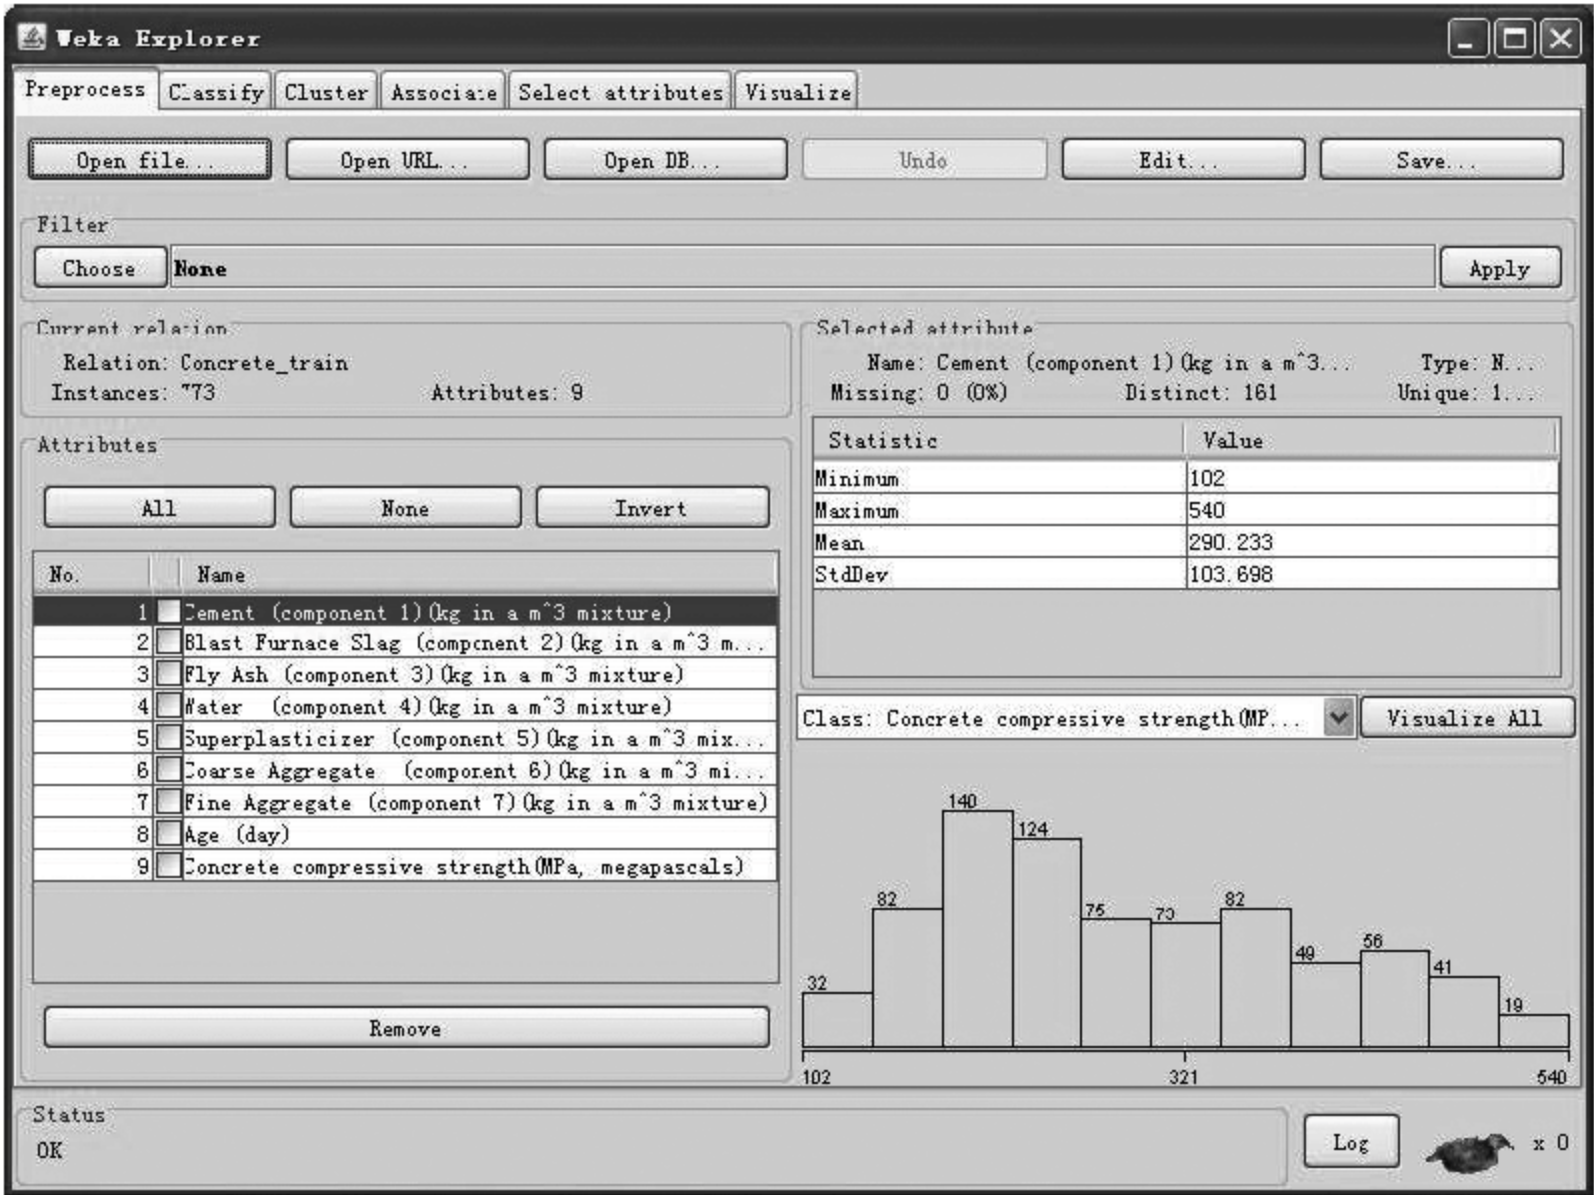 Weka Explorer
Preprocess Classify Cluster Associate Select attributes Visualize
Open file... Open URL... Open DB... Undo Edit... Save...
Filter
Choose None Apply
Current relation
Relation: Concrete_train
Instances: 773 Attributes: 9
Selected attribute
Name: Cement (component 1)(kg in a m^3... Type: N...
Missing: 0 (0%) Distinct: 161 Unique: 1...
Statistic Value
Minimum 102
Maximum 540
Mean 290.233
StdDev 103.698
Attributes
All None Invert
No. Name
1 Cement (component 1)(kg in a m^3 mixture)
2 Blast Furnace Slag (component 2)(kg in a m^3 m...
3 Fly Ash (component 3)(kg in a m^3 mixture)
4 Water (component 4)(kg in a m^3 mixture)
5 Superplasticizer (component 5)(kg in a m^3 mix...
6 Coarse Aggregate (component 6)(kg in a m^3 mi...
7 Fine Aggregate (component 7)(kg in a m^3 mixture)
8 Age (day)
9 Concrete compressive strength(MPa, megapascals)
Remove
Class: Concrete compressive strength(MP... Visualize All
32 82 140 124 75 73 82 49 56 41 19
102 321 540
Status
OK
Log x 0